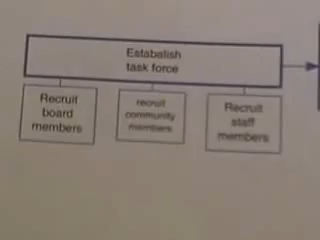 Estabalish
task force
Recruit
board
members
recruit
community
members
Recruit
staff
members